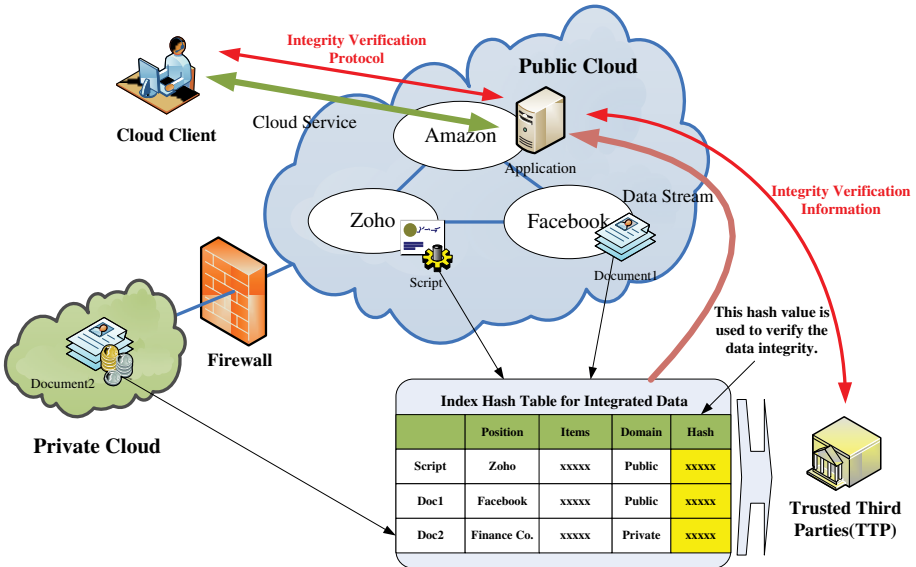 Integrity Verification
Protocol
Public Cloud
Cloud Client
Cloud Service
Amazon
Application
Integrity Verification
Information
Data Stream
Zoho
Facebook
Script
Document1
This hash value is
used to verify the
data integrity.
Firewall
Document2
Private Cloud
Index Hash Table for Integrated Data
Position Items Domain Hash
Script Zoho xxxxx Public xxxxx
Doc1 Facebook xxxxx Public xxxxx
Doc2 Finance Co. xxxxx Private xxxxx
Trusted Third
Parties(TTP)